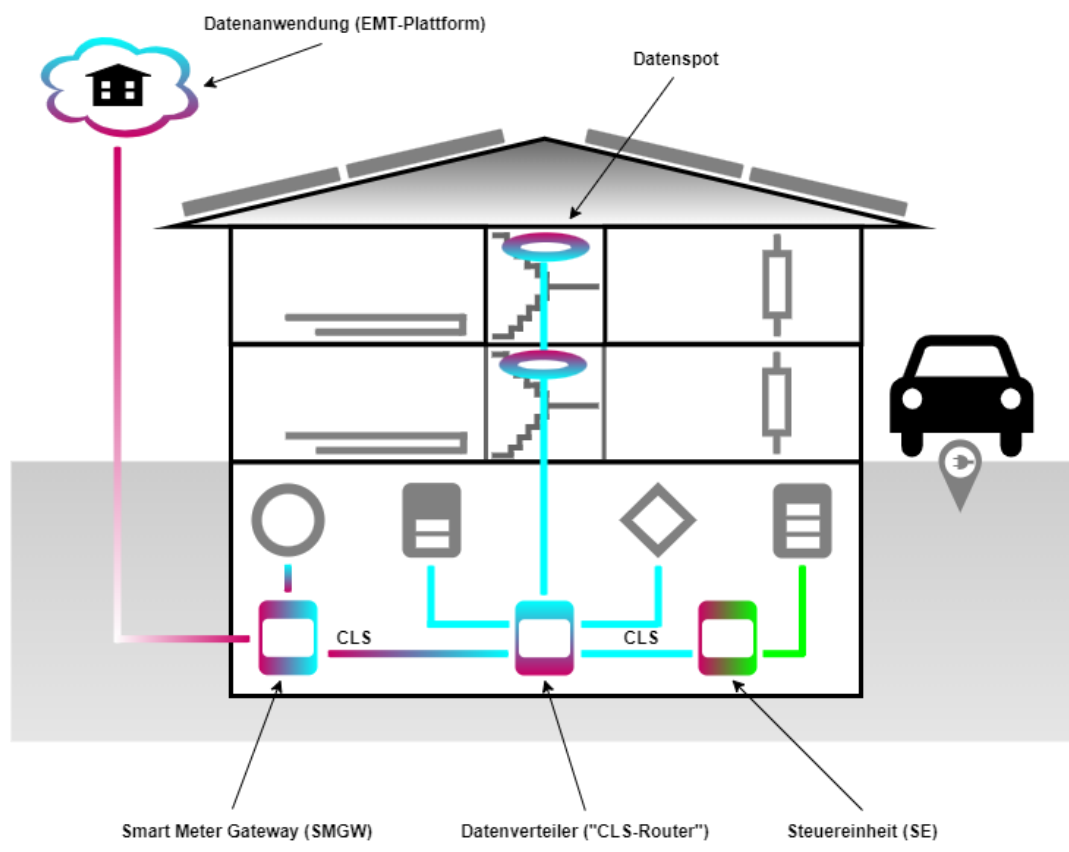 Datenanwendung (EMT-Plattform)
Datenspot
CLS
CLS
Smart Meter Gateway (SMGW)
Datenverteiler ("CLS-Router")
Steuereinheit (SE)